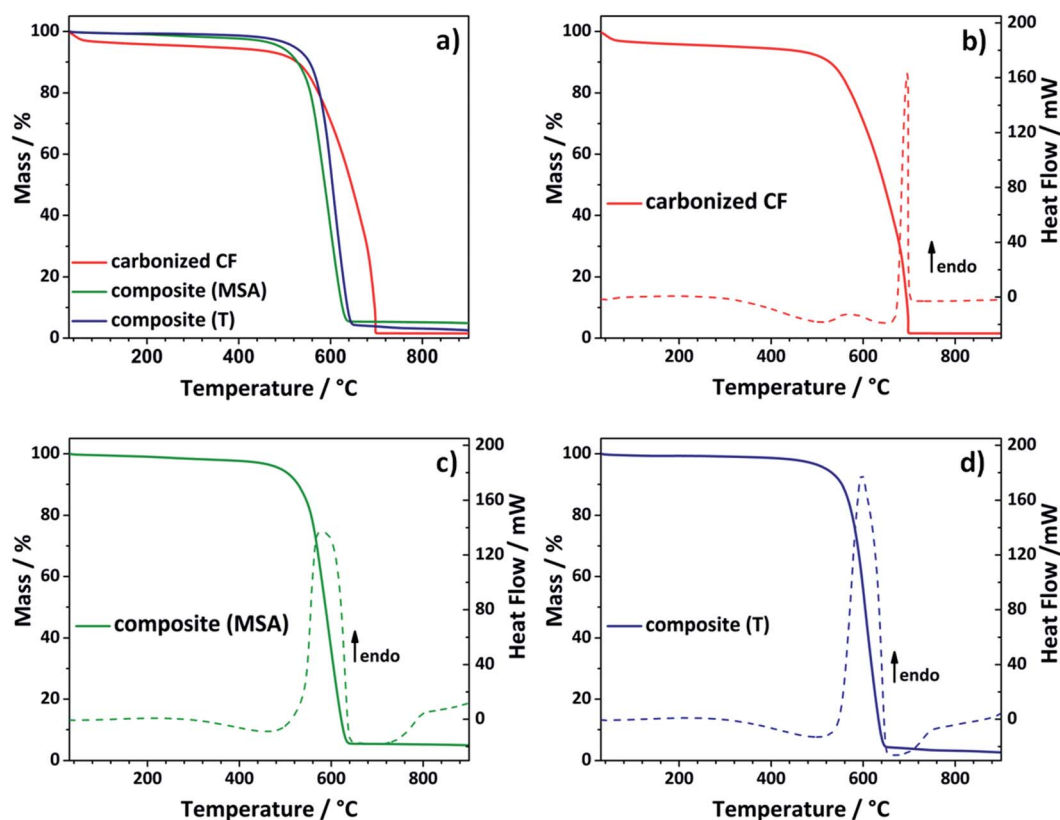 a)
100
80
60
40
20
0
Mass / %
carbonized CF
composite (MSA)
composite (T)
200 400 600 800
Temperature / °C
b)
100
80
60
40
20
0
Mass / %
carbonized CF
endo
200
160
120
80
40
0
Heat Flow / mW
200 400 600 800
Temperature / °C
c)
100
80
60
40
20
0
Mass / %
composite (MSA)
endo
200
160
120
80
40
0
Heat Flow / mW
200 400 600 800
Temperature / °C
d)
100
80
60
40
20
0
Mass / %
composite (T)
endo
200
160
120
80
40
0
Heat Flow /mW
200 400 600 800
Temperature / °C